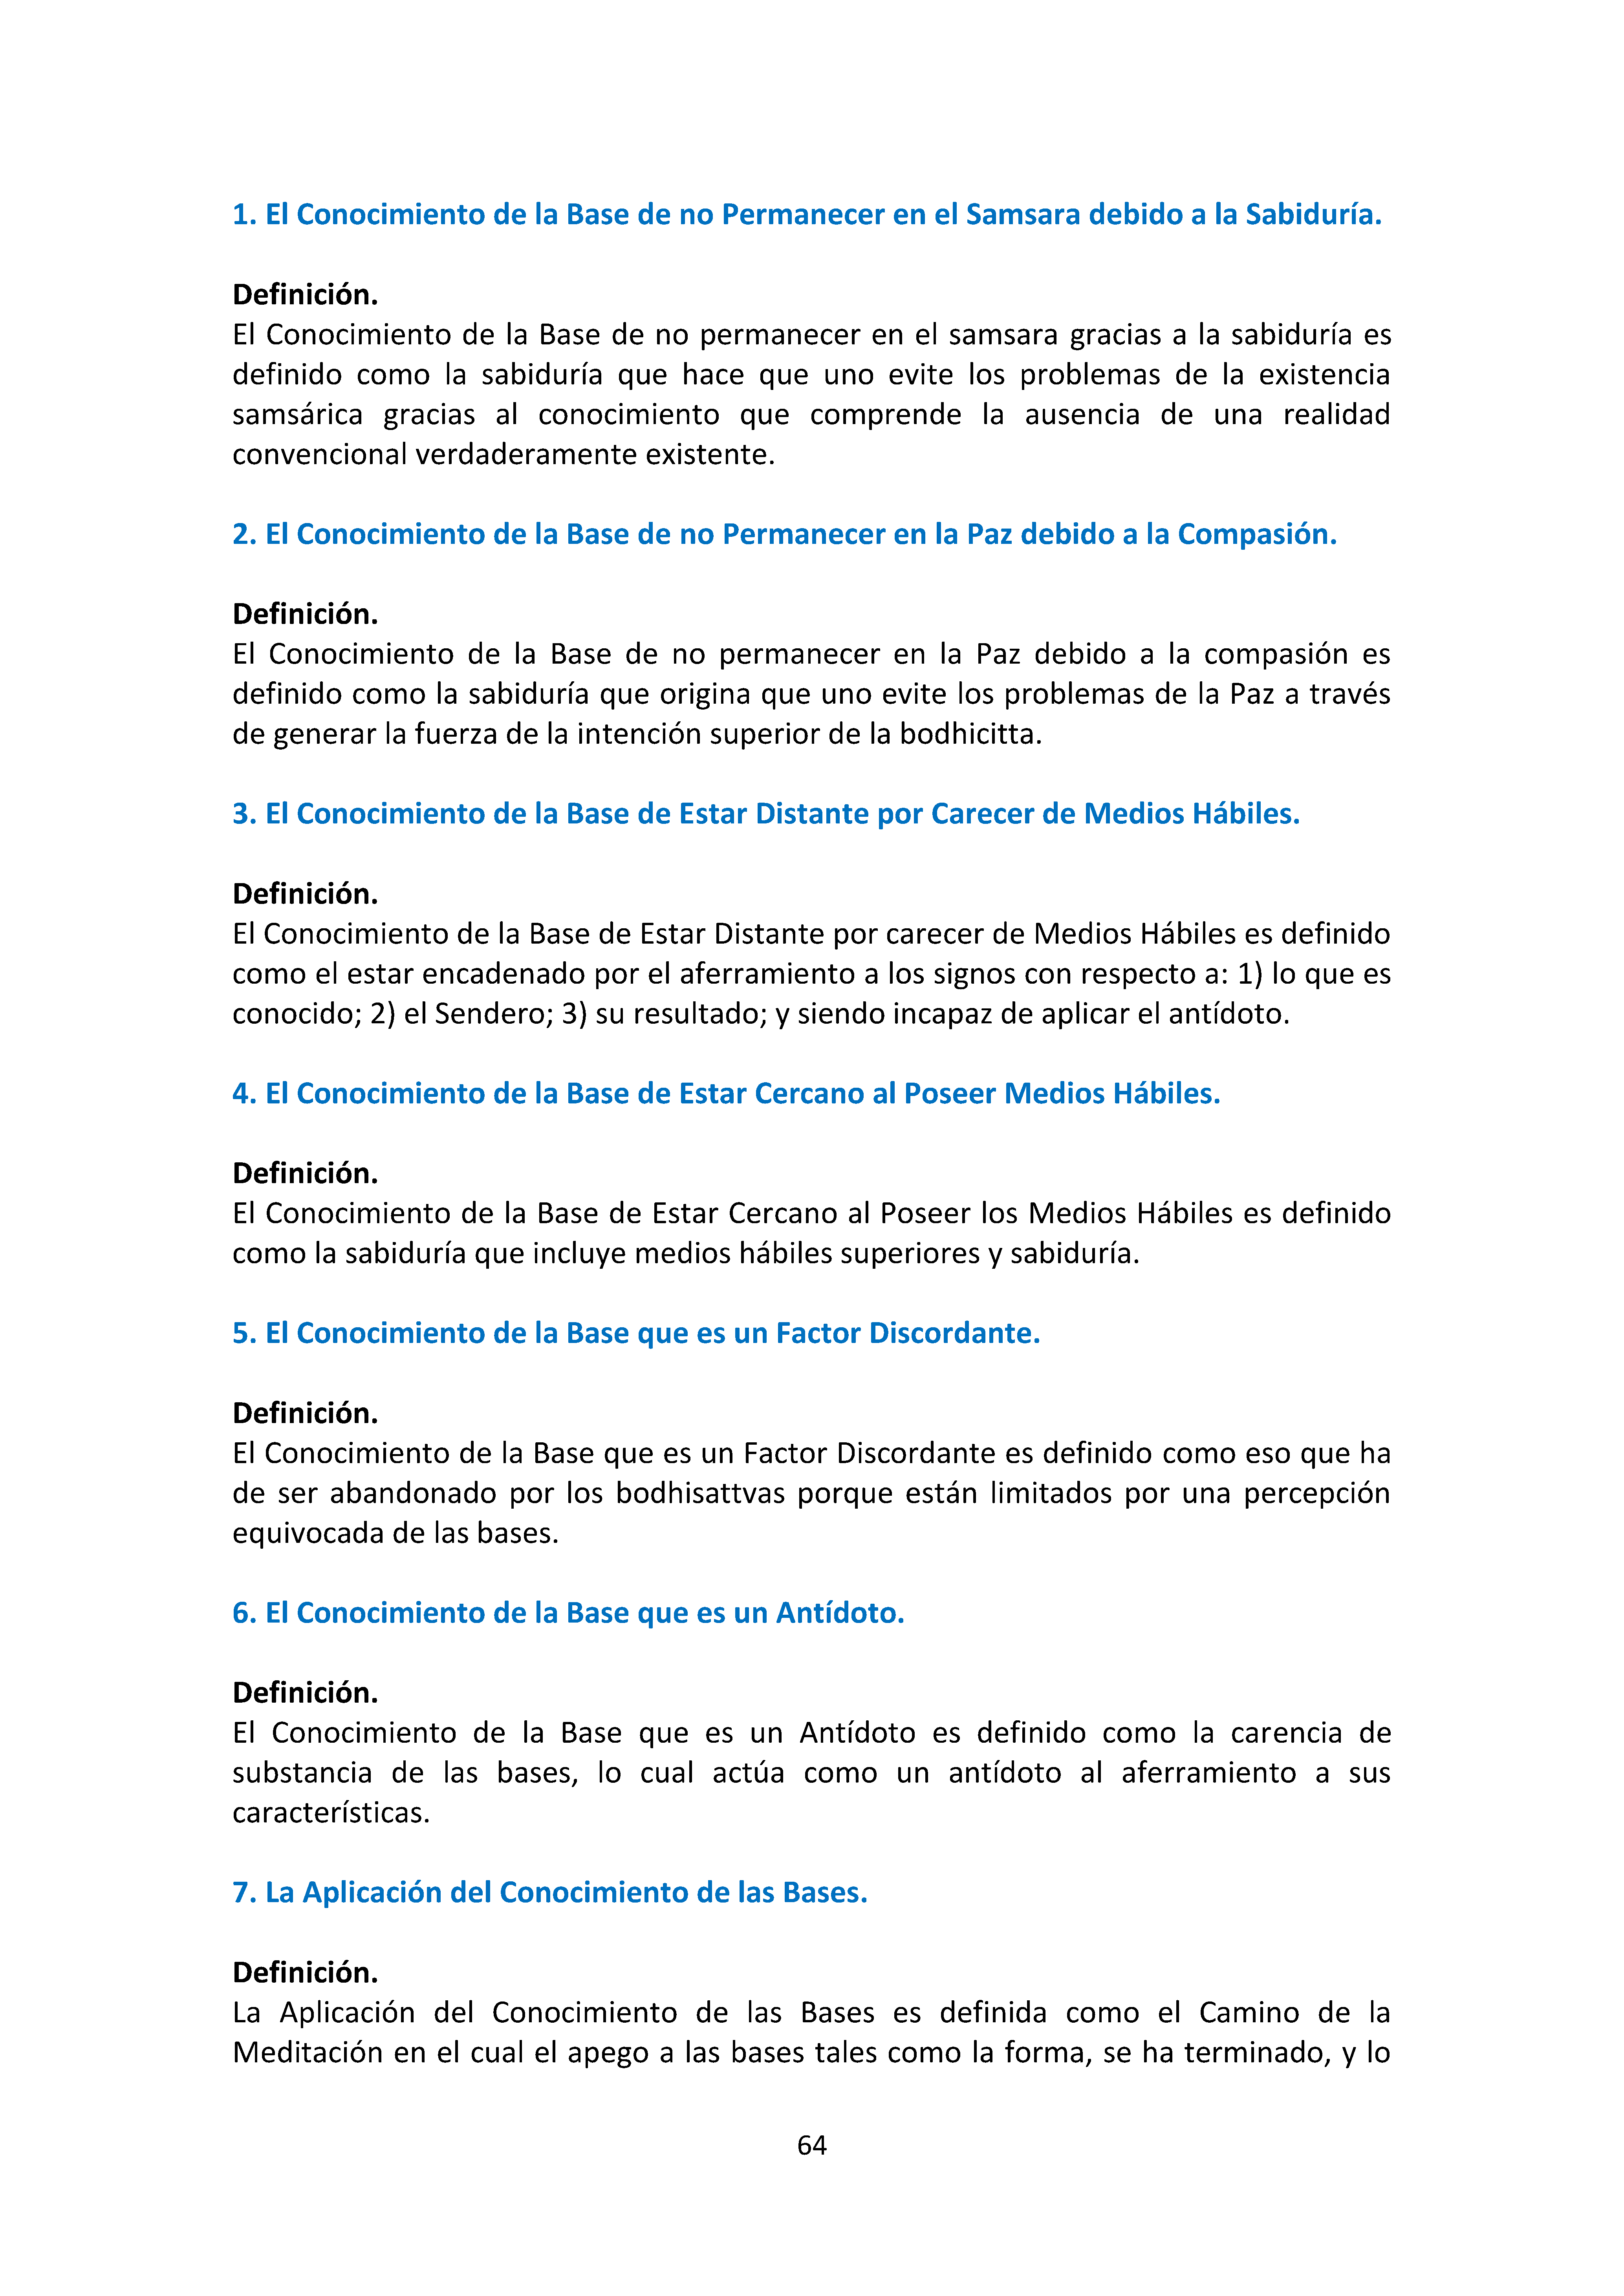 1. El Conocimiento de la Base de no Permanecer en el Samsara debido a la Sabiduría.
Definición.
El Conocimiento de la Base de no permanecer en el samsara gracias a la sabiduría es
definido como la sabiduría que hace que uno evite los problemas de la existencia
samsárica gracias al conocimiento que comprende la ausencia de una realidad
convencional verdaderamente existente.
2. El Conocimiento de la Base de no Permanecer en la Paz debido a la Compasión.
Definición.
El Conocimiento de la Base de no permanecer en la Paz debido a la compasión es
definido como la sabiduría que origina que uno evite los problemas de la Paz a través
de generar la fuerza de la intención superior de la bodhicitta.
3. El Conocimiento de la Base de Estar Distante por Carecer de Medios Hábiles.
Definición.
El Conocimiento de la Base de Estar Distante por carecer de Medios Hábiles es definido
como el estar encadenado por el aferramiento a los signos con respecto a: 1) lo que es
conocido; 2) el Sendero; 3) su resultado; y siendo incapaz de aplicar el antídoto.
4. El Conocimiento de la Base de Estar Cercano al Poseer Medios Hábiles.
Definición.
El Conocimiento de la Base de Estar Cercano al Poseer los Medios Hábiles es definido
como la sabiduría que incluye medios hábiles superiores y sabiduría.
5. El Conocimiento de la Base que es un Factor Discordante.
Definición.
El Conocimiento de la Base que es un Factor Discordante es definido como eso que ha
de ser abandonado por los bodhisattvas porque están limitados por una percepción
equivocada de las bases.
6. El Conocimiento de la Base que es un Antídoto.
Definición.
El Conocimiento de la Base que es un Antídoto es definido como la carencia de
substancia de las bases, lo cual actúa como un antídoto al aferramiento a sus
características.
7. La Aplicación del Conocimiento de las Bases.
Definición.
La Aplicación del Conocimiento de las Bases es definida como el Camino de la
Meditación en el cual el apego a las bases tales como la forma, se ha terminado, y lo
64